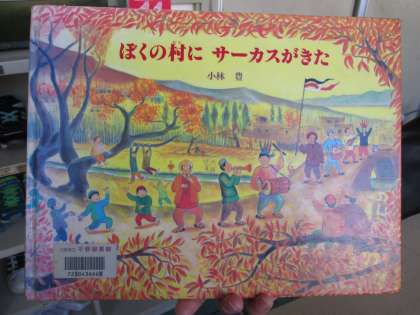 ぼくの村に サーカスがきた
小林 豊